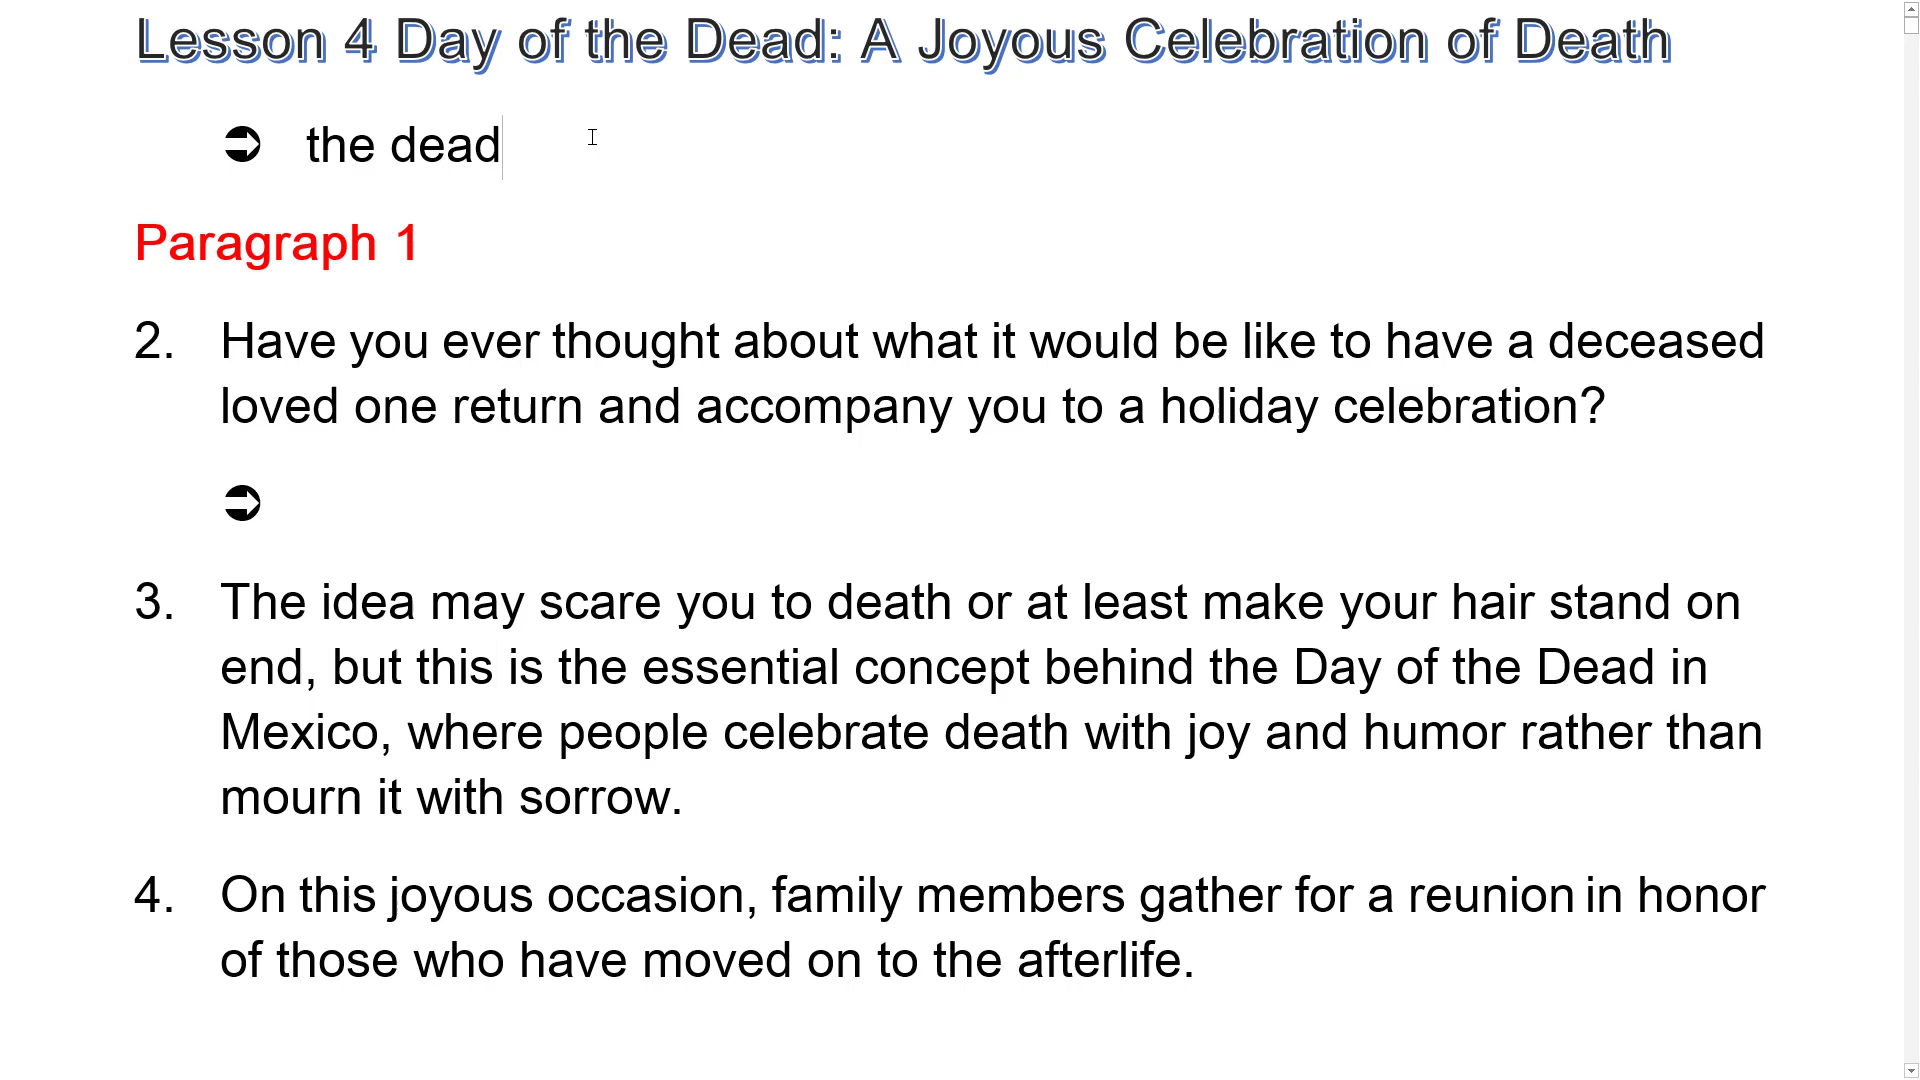 Lesson 4 Day of the Dead: A Joyous Celebration of Death
➲ the dead
Paragraph 1
2. Have you ever thought about what it would be like to have a deceased
loved one return and accompany you to a holiday celebration?
➲
3. The idea may scare you to death or at least make your hair stand on
end, but this is the essential concept behind the Day of the Dead in
Mexico, where people celebrate death with joy and humor rather than
mourn it with sorrow.
4. On this joyous occasion, family members gather for a reunion in honor
of those who have moved on to the afterlife.